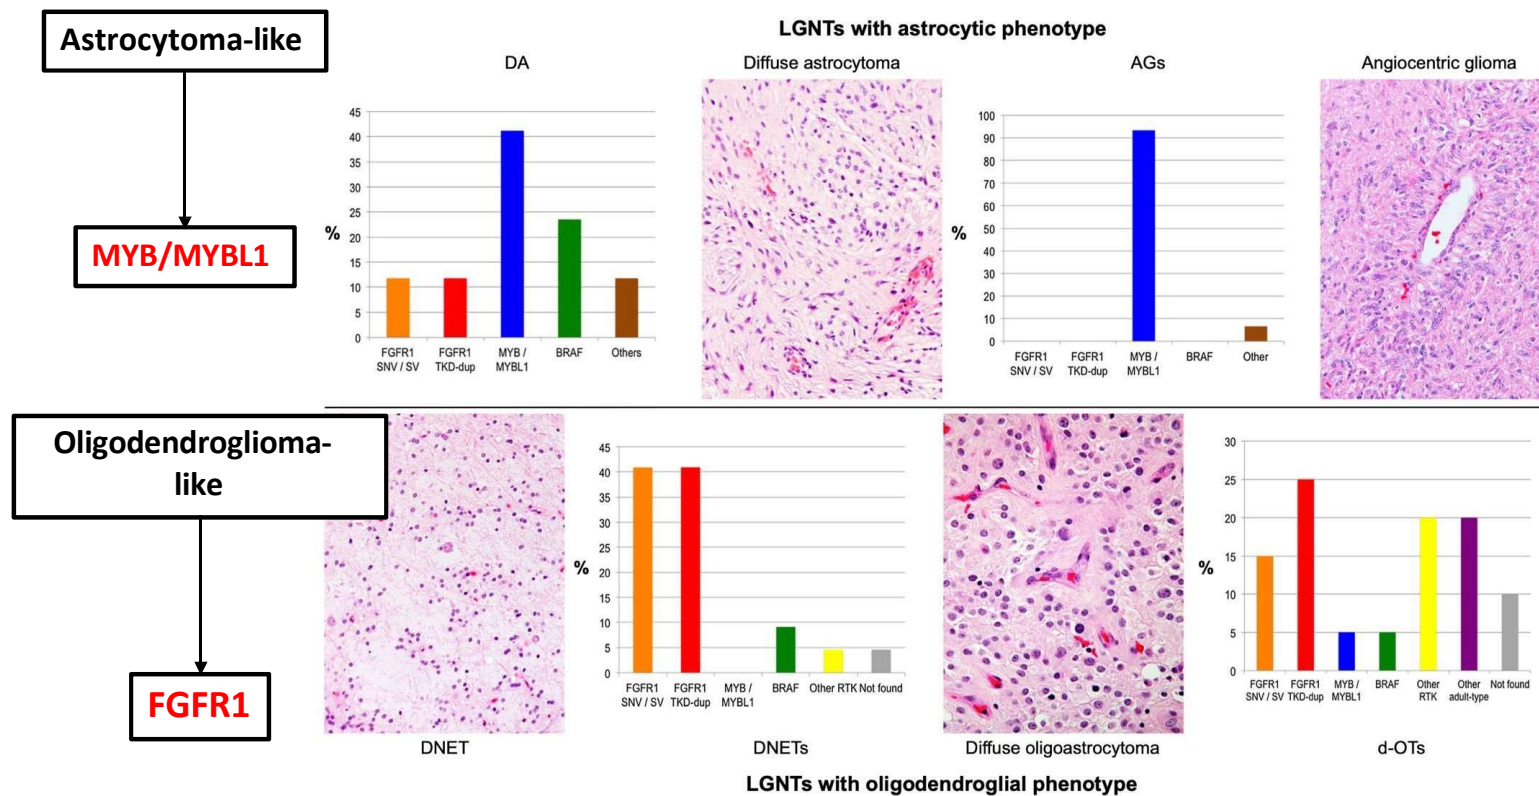 Astrocytoma-like
MYB/MYBL1
LGNTs with astrocytic phenotype
DA
Diffuse astrocytoma
AGs
Angiocentric glioma
%
45
40
35
30
25
20
15
10
5
0
FGFR1 SNV / SV
FGFR1 TKD-dup
MYB / MYBL1
BRAF
Others
%
100
90
80
70
60
50
40
30
20
10
0
FGFR1 SNV / SV
FGFR1 TKD-dup
MYB / MYBL1
BRAF
Other
Oligodendroglioma-
like
FGFR1
%
45
40
35
30
25
20
15
10
5
0
FGFR1 SNV / SV
FGFR1 TKD-dup
MYB / MYBL1
BRAF
Other RTK
Not found
%
30
25
20
15
10
5
0
FGFR1 SNV / SV
FGFR1 TKD-dup
MYB / MYBL1
BRAF
Other RTK
Other adult-type
Not found
DNET
DNETs
Diffuse oligoastrocytoma
d-OTs
LGNTs with oligodendroglial phenotype